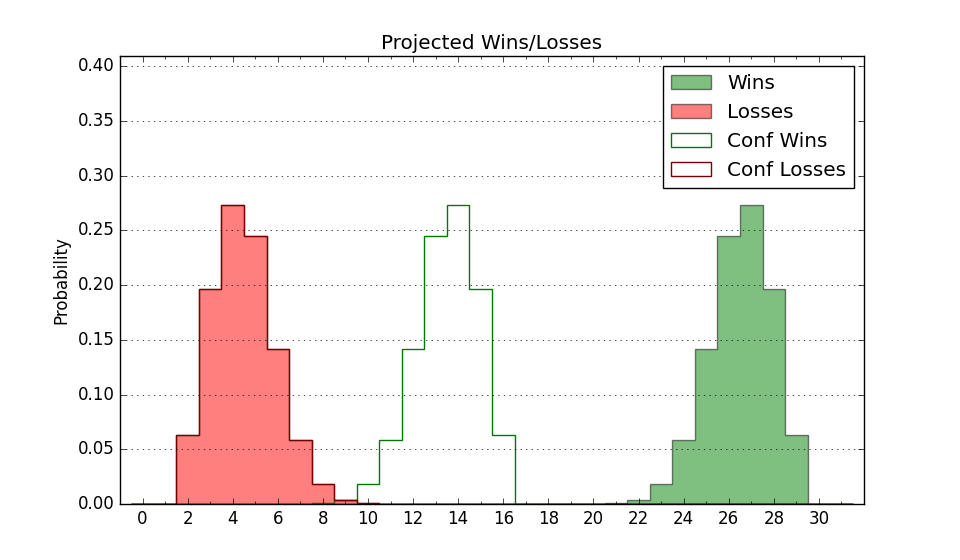 Projected Wins/Losses
0.40
0.35
0.30
0.25
0.20
0.15
0.10
0.05
0.00
Probability
Wins
Losses
Conf Wins
Conf Losses
0 2 4 6 8 10 12 14 16 18 20 22 24 26 28 30